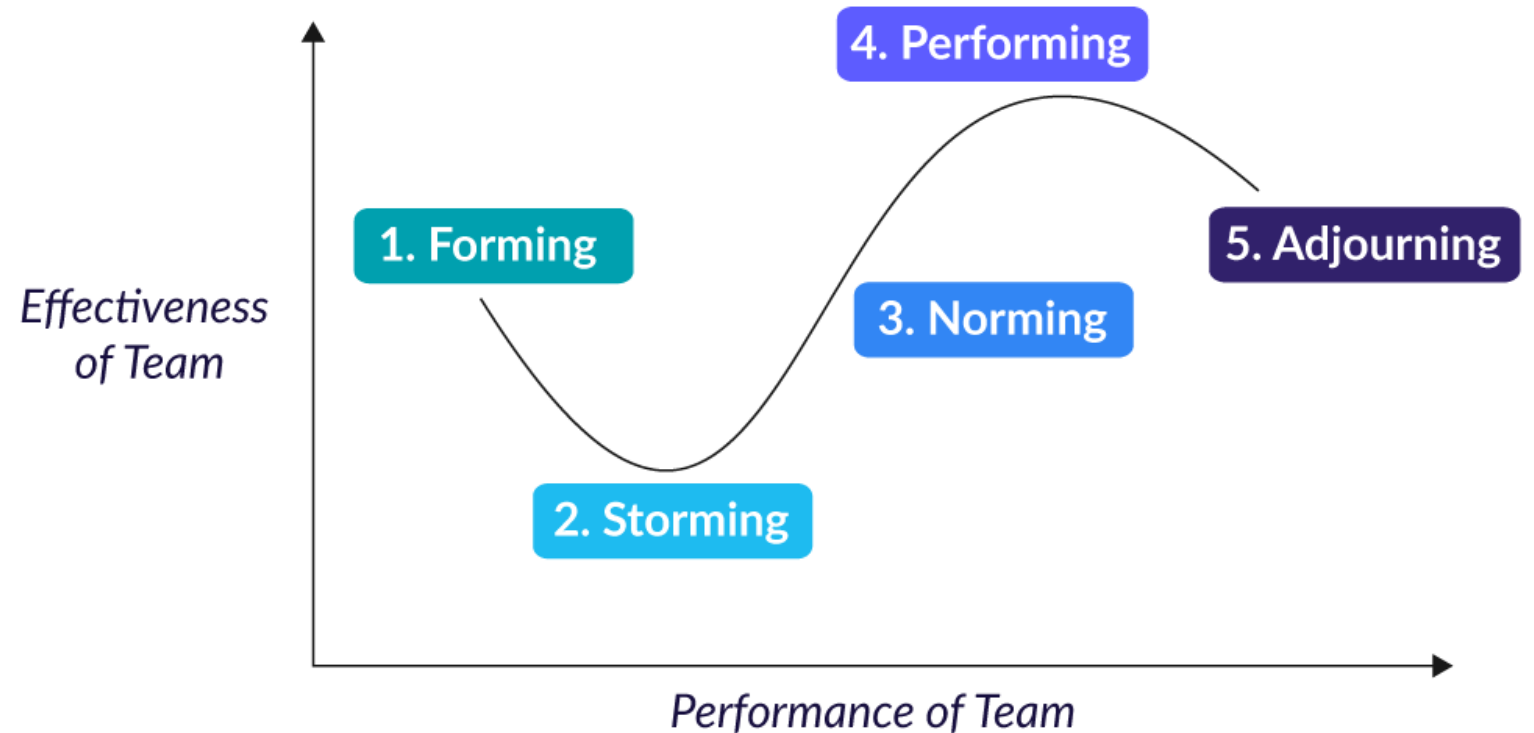 4. Performing
1. Forming
5. Adjourning
Effectiveness
of Team
3. Norming
2. Storming
Performance of Team